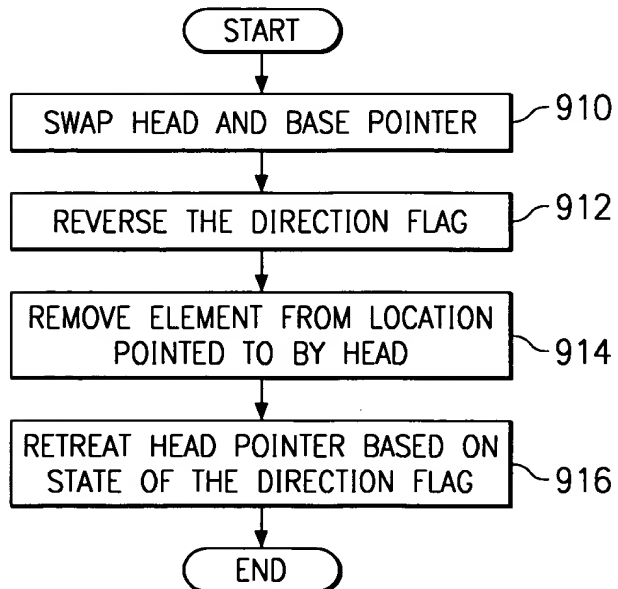 START
SWAP HEAD AND BASE POINTER
910
REVERSE THE DIRECTION FLAG
912
REMOVE ELEMENT FROM LOCATION
POINTED TO BY HEAD
914
RETREAT HEAD POINTER BASED ON
STATE OF THE DIRECTION FLAG
916
END